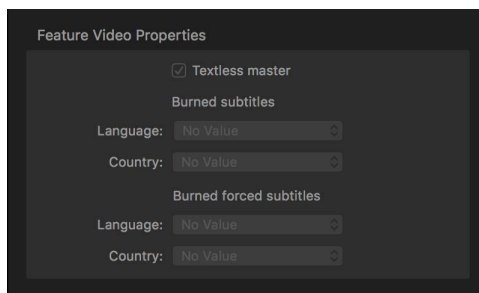 Feature Video Properties
Textless master
Burned subtitles
Language: No Value
Country: No Value
Burned forced subtitles
Language: No Value
Country: No Value